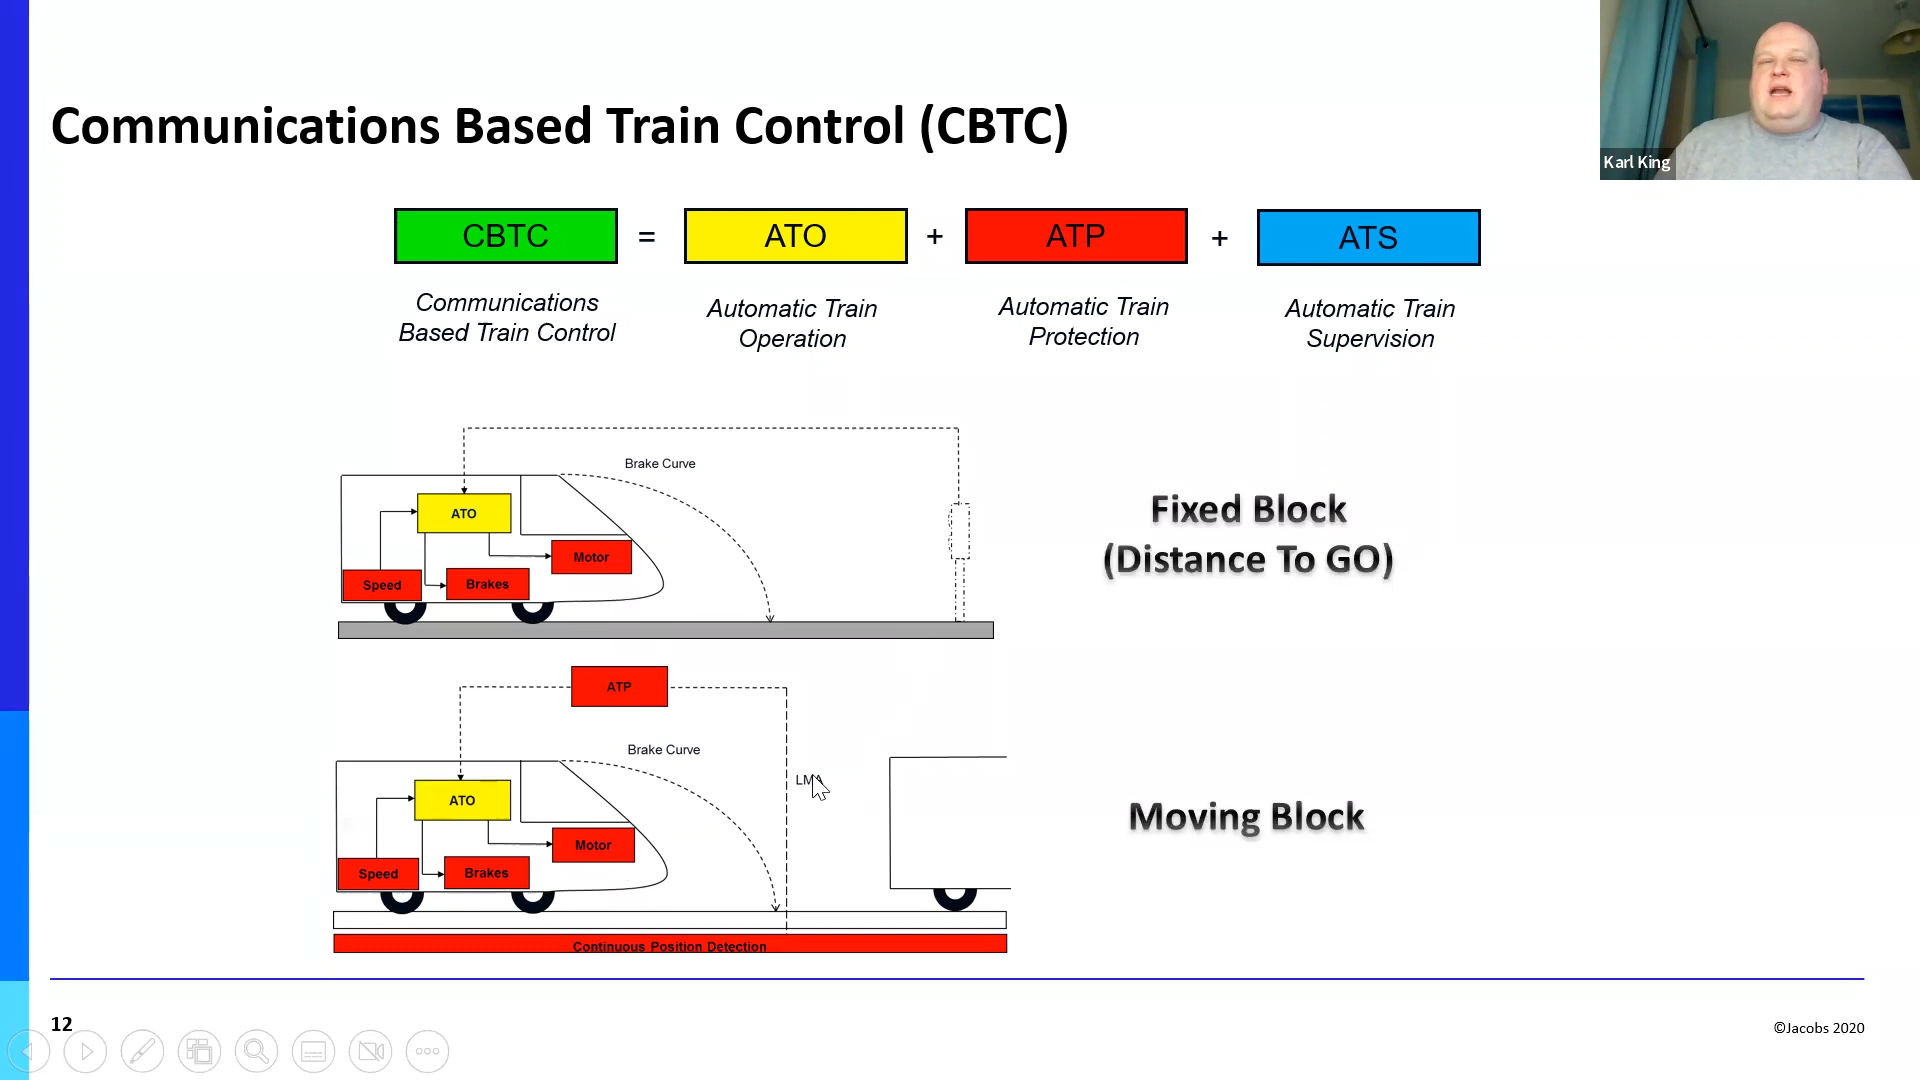 Communications Based Train Control (CBTC)
Karl King
CBTC = ATO + ATP + ATS
Communications
Based Train Control
Automatic Train
Operation
Automatic Train
Protection
Automatic Train
Supervision
Brake Curve
ATO
Motor
Speed
Brakes
Fixed Block
(Distance To GO)
ATP
Brake Curve
LMA
ATO
Motor
Speed
Brakes
Moving Block
Continuous Position Detection
12
©Jacobs 2020